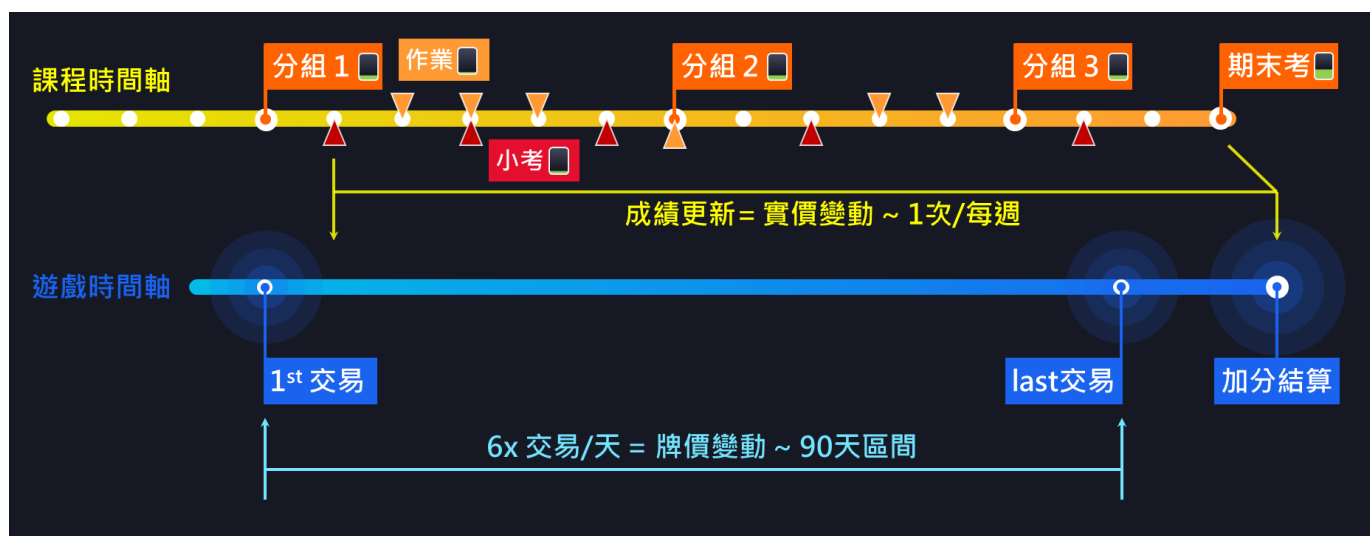 課程時間軸
分組 1
作業
分組 2
分組 3
期末考
小考
成績更新= 實價變動 ~ 1次/每週
遊戲時間軸
1st 交易
last交易
加分結算
6x 交易/天 = 牌價變動 ~ 90天區間